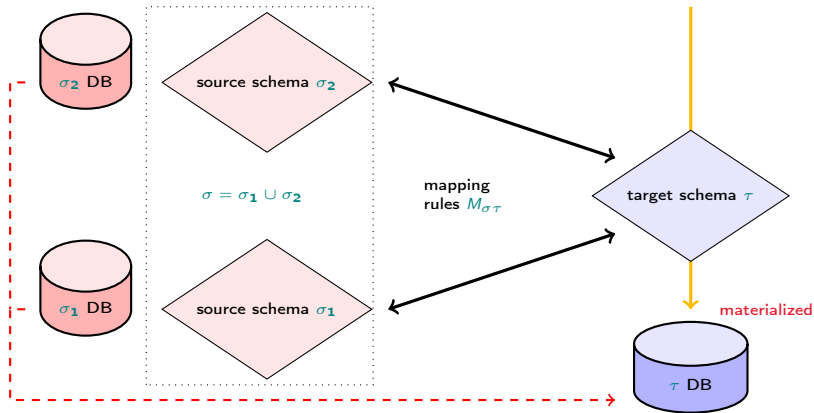 σ₂ DB
source schema σ₂
mapping
rules M_στ
σ = σ₁ ∪ σ₂
target schema τ
σ₁ DB
source schema σ₁
materialized
τ DB